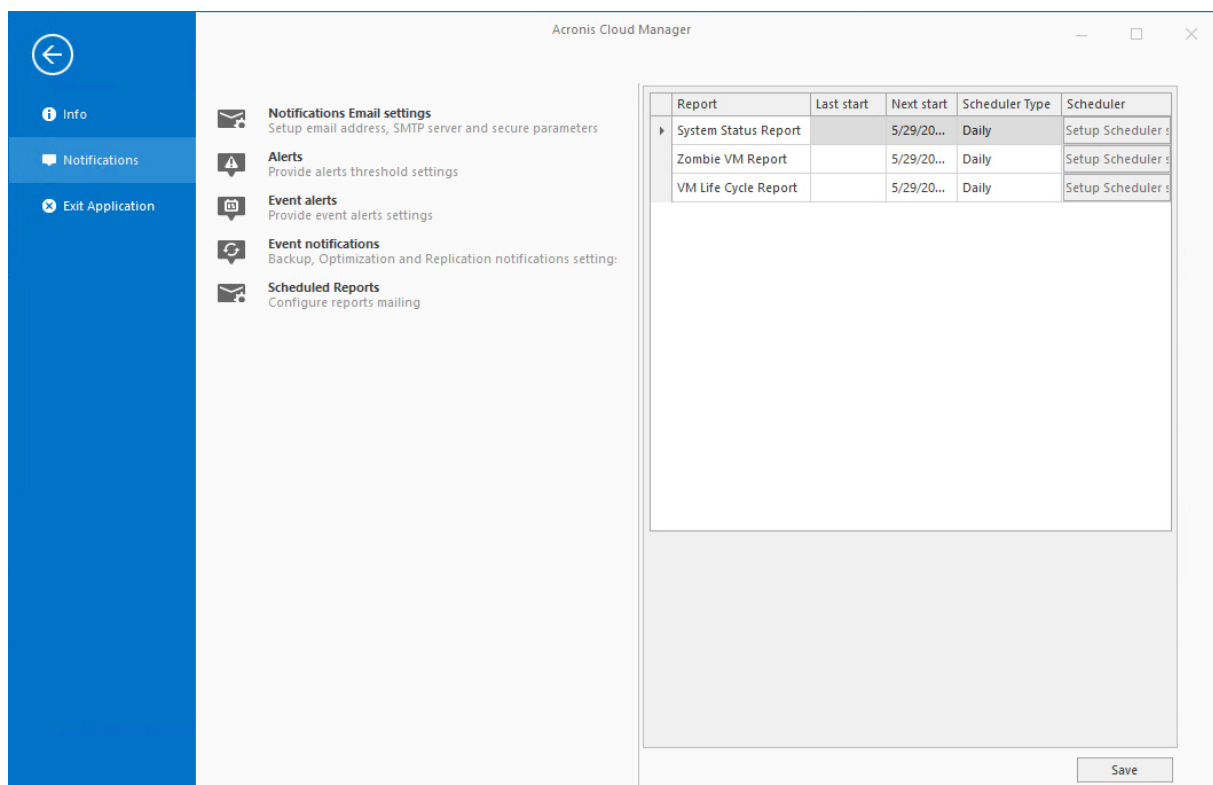 Acronis Cloud Manager
Info
Notifications
Exit Application
Notifications Email settings
Setup email address, SMTP server and secure parameters
Alerts
Provide alerts threshold settings
Event alerts
Provide event alerts settings
Event notifications
Backup, Optimization and Replication notifications setting
Scheduled Reports
Configure reports mailing
Report Last start Next start Scheduler Type Scheduler
System Status Report 5/29/20... Daily Setup Scheduler s
Zombie VM Report 5/29/20... Daily Setup Scheduler s
VM Life Cycle Report 5/29/20... Daily Setup Scheduler s
Save